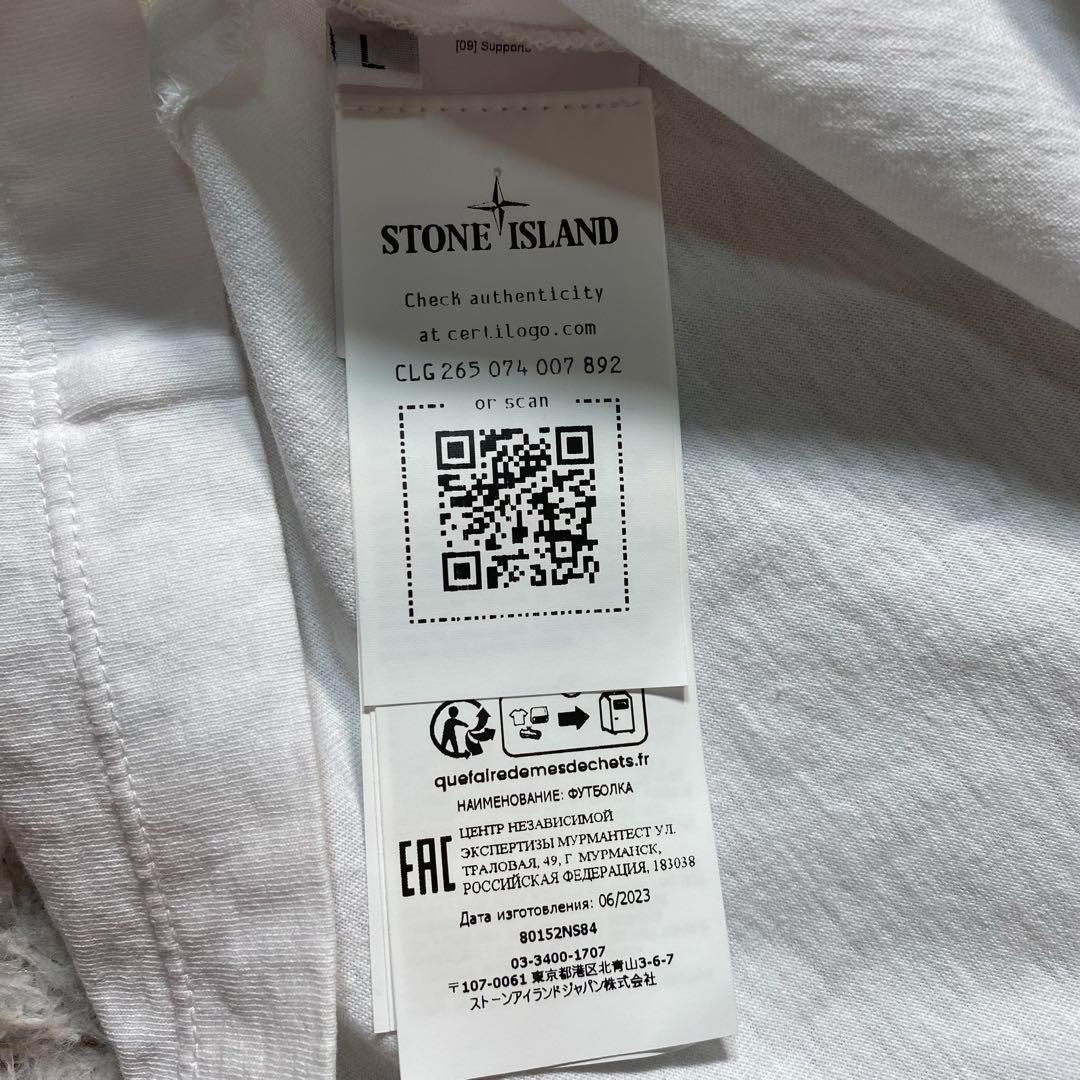 L
[09] Supporto
STONE ISLAND
Check authenticity
at certilogo.com
CLG 265 074 007 892
or scan
quefairedemesdechets.fr
НАИМЕНОВАНИЕ: ФУТБОЛКА
EAC
ЦЕНТР НЕЗАВИСИМОЙ
ЭКСПЕРТИЗЫ МУРМАНТЕСТ УЛ.
ТРАЛОВАЯ, 49, Г МУРМАНСК,
РОССИЙСКАЯ ФЕДЕРАЦИЯ, 183038
Дата изготовления: 06/2023
80152NS84
03-3400-1707
〒107-0061 東京都港区北青山3-6-7
ストーンアイランドジャパン株式会社